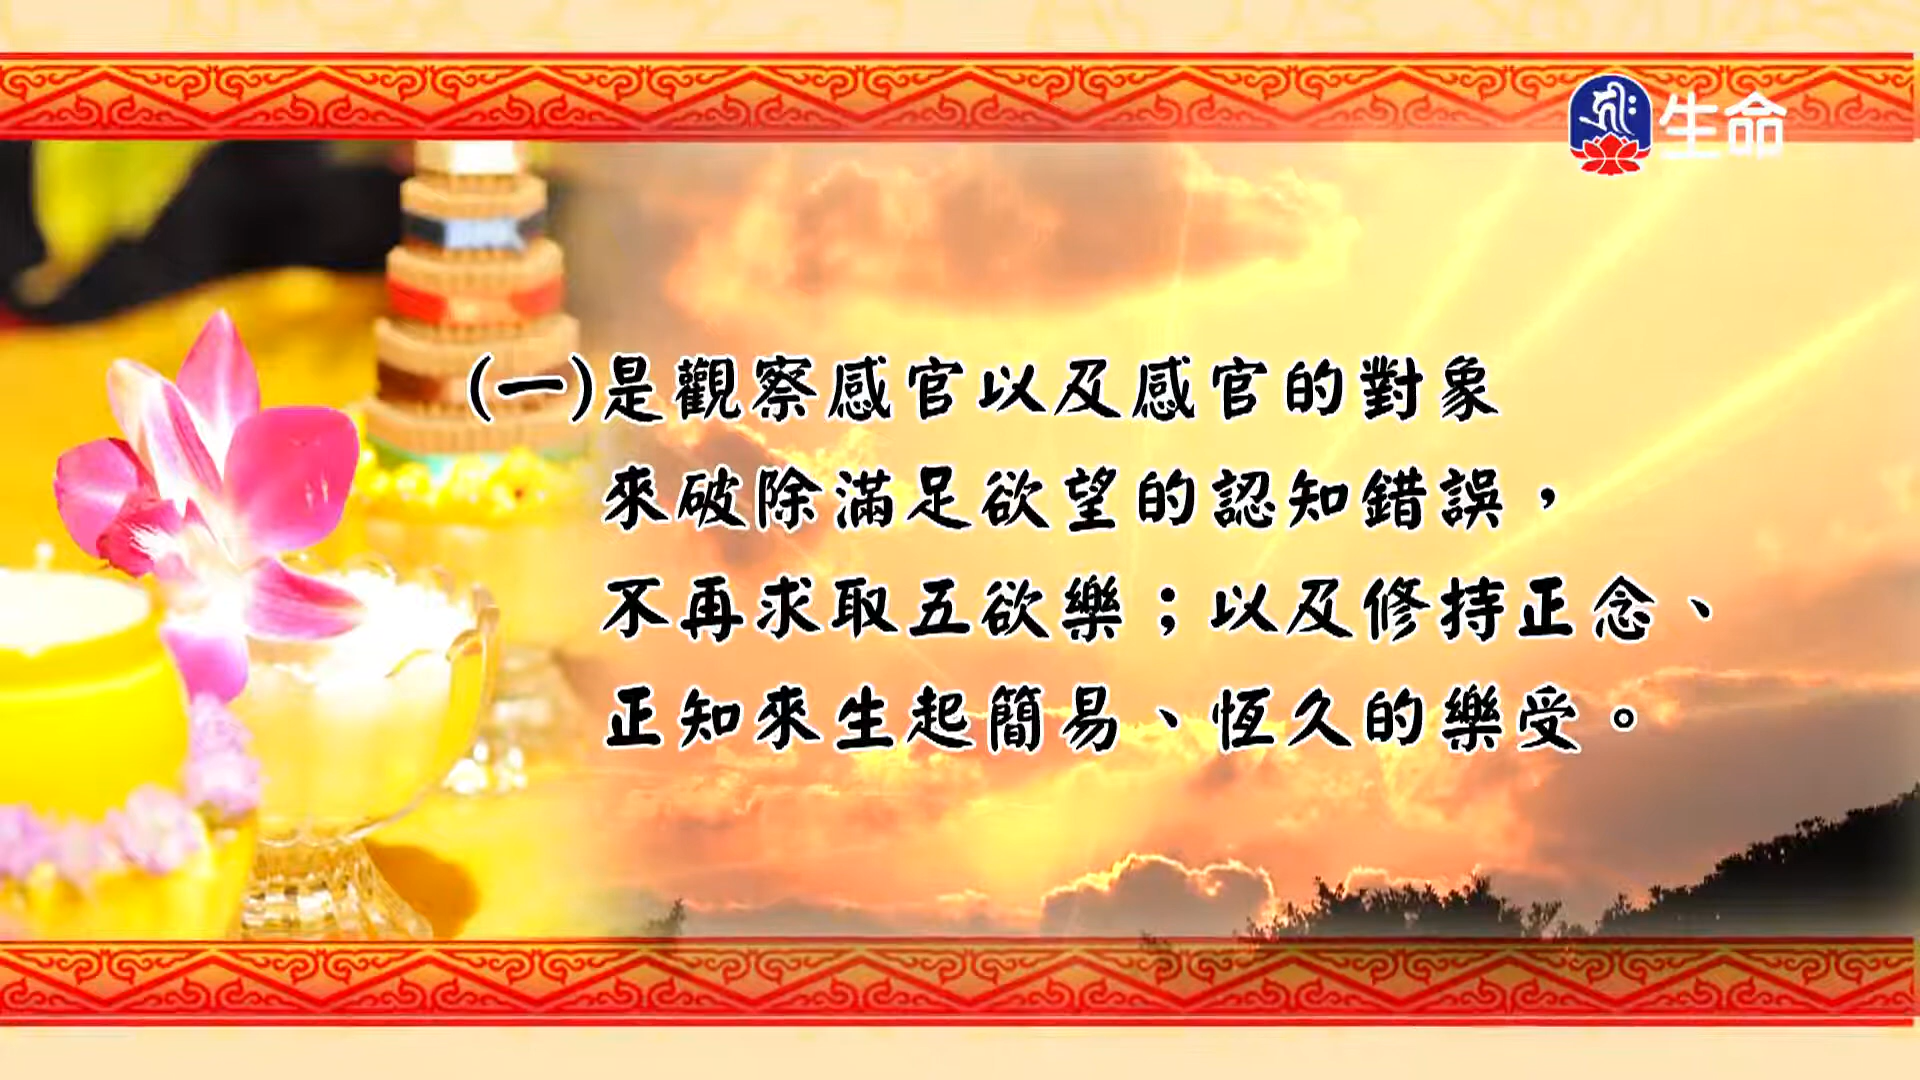 生命
(一)是觀察感官以及感官的對象
來破除滿足欲望的認知錯誤，
不再求取五欲樂；以及修持正念、
正知來生起簡易、恆久的樂受。